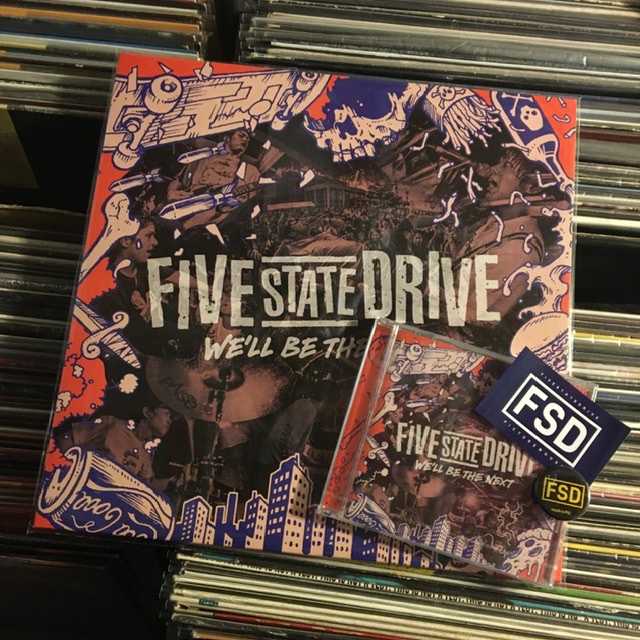 FIVE STATE DRIVE
WE'LL BE THE
FIVE STATE DRIVE
WE'LL BE THE NEXT
FSD
FSD